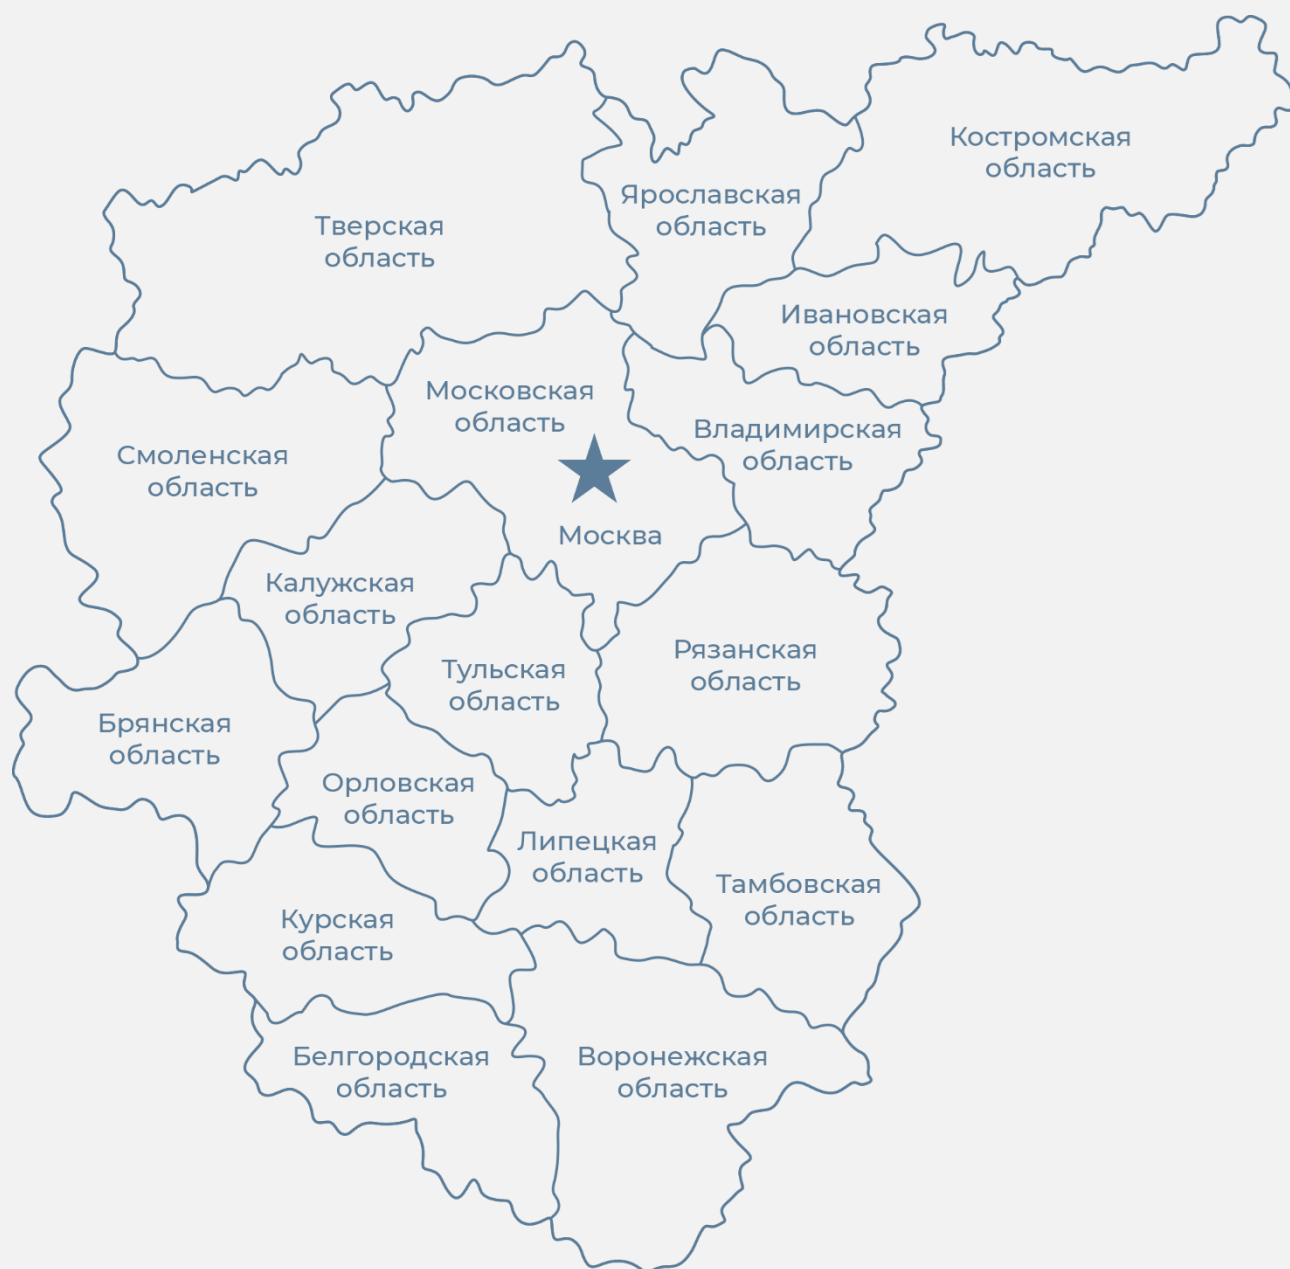 Костромская
область
Ярославская
область
Тверская
область
Ивановская
область
Московская
область
Владимирская
область
Смоленская
область
Москва
Калужская
область
Рязанская
область
Тульская
область
Брянская
область
Орловская
область
Липецкая
область
Тамбовская
область
Курская
область
Белгородская
область
Воронежская
область